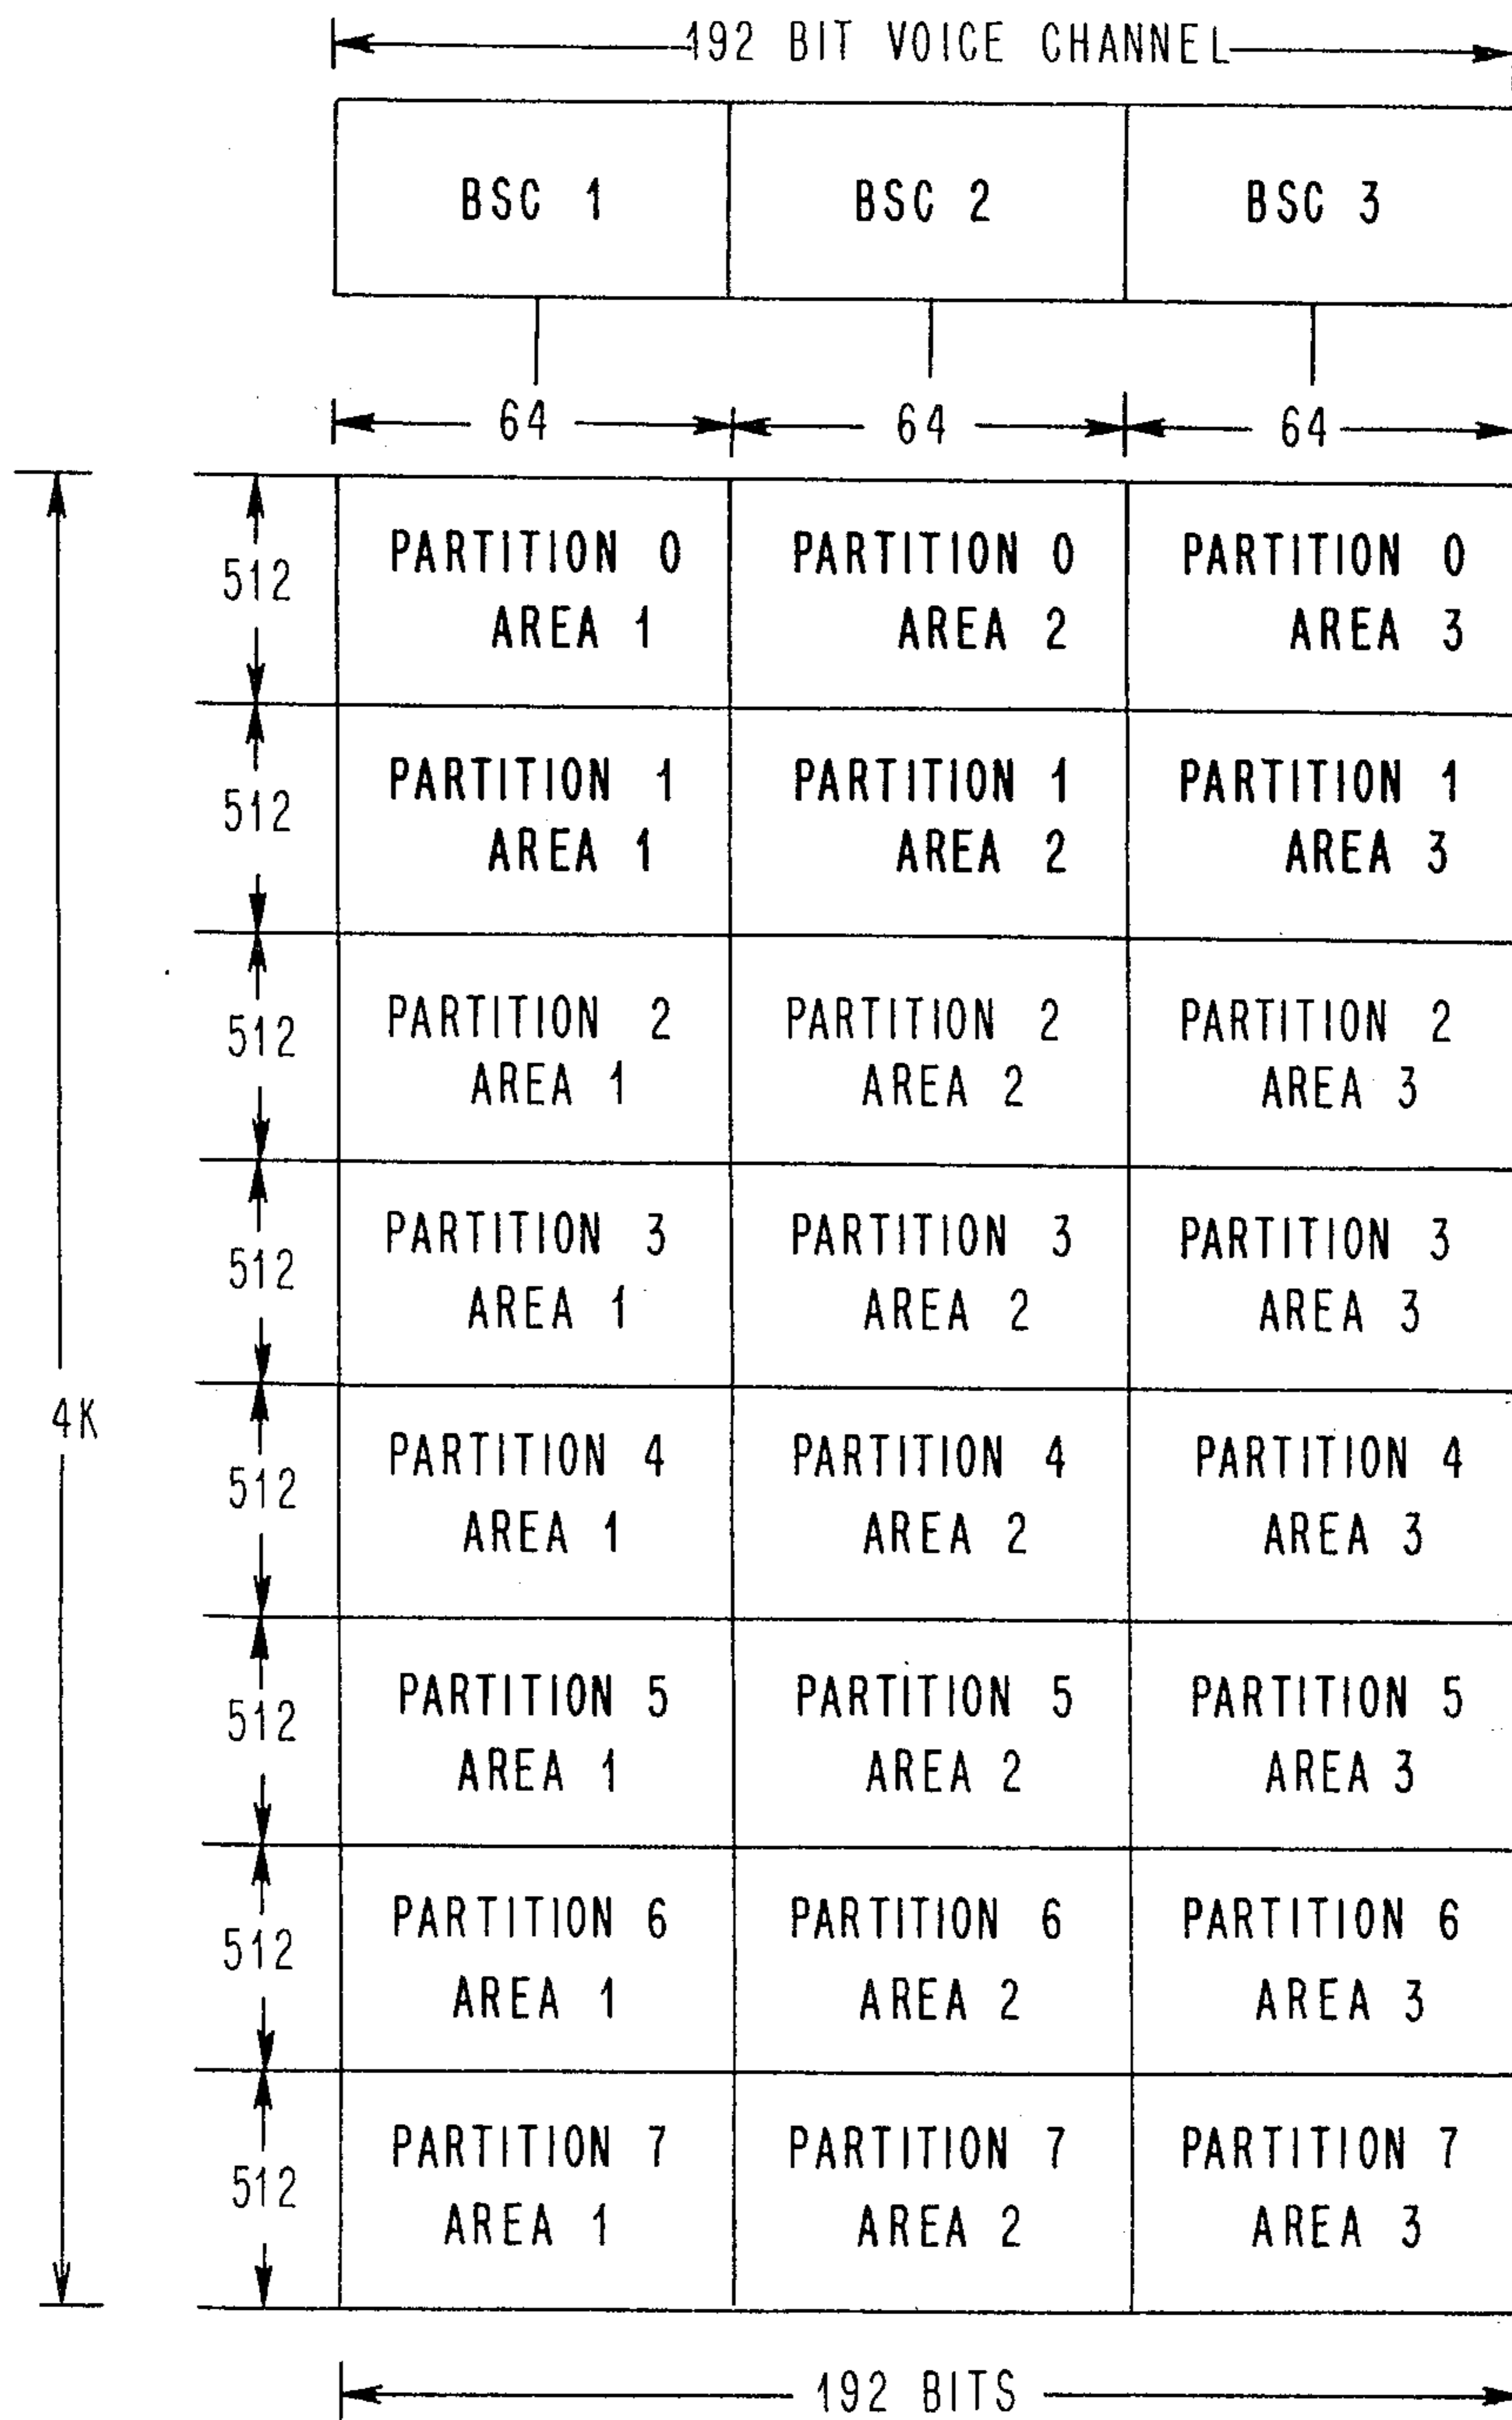 192 BIT VOICE CHANNEL
BSC 1 BSC 2 BSC 3
64 64 64
512 PARTITION 0 PARTITION 0 PARTITION 0
AREA 1 AREA 2 AREA 3
512 PARTITION 1 PARTITION 1 PARTITION 1
AREA 1 AREA 2 AREA 3
512 PARTITION 2 PARTITION 2 PARTITION 2
AREA 1 AREA 2 AREA 3
512 PARTITION 3 PARTITION 3 PARTITION 3
AREA 1 AREA 2 AREA 3
4K
512 PARTITION 4 PARTITION 4 PARTITION 4
AREA 1 AREA 2 AREA 3
512 PARTITION 5 PARTITION 5 PARTITION 5
AREA 1 AREA 2 AREA 3
512 PARTITION 6 PARTITION 6 PARTITION 6
AREA 1 AREA 2 AREA 3
512 PARTITION 7 PARTITION 7 PARTITION 7
AREA 1 AREA 2 AREA 3
192 BITS